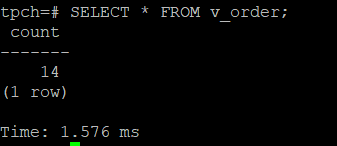 tpch=# SELECT * FROM v_order;
count
-------
14
(1 row)
Time: 1.576 ms